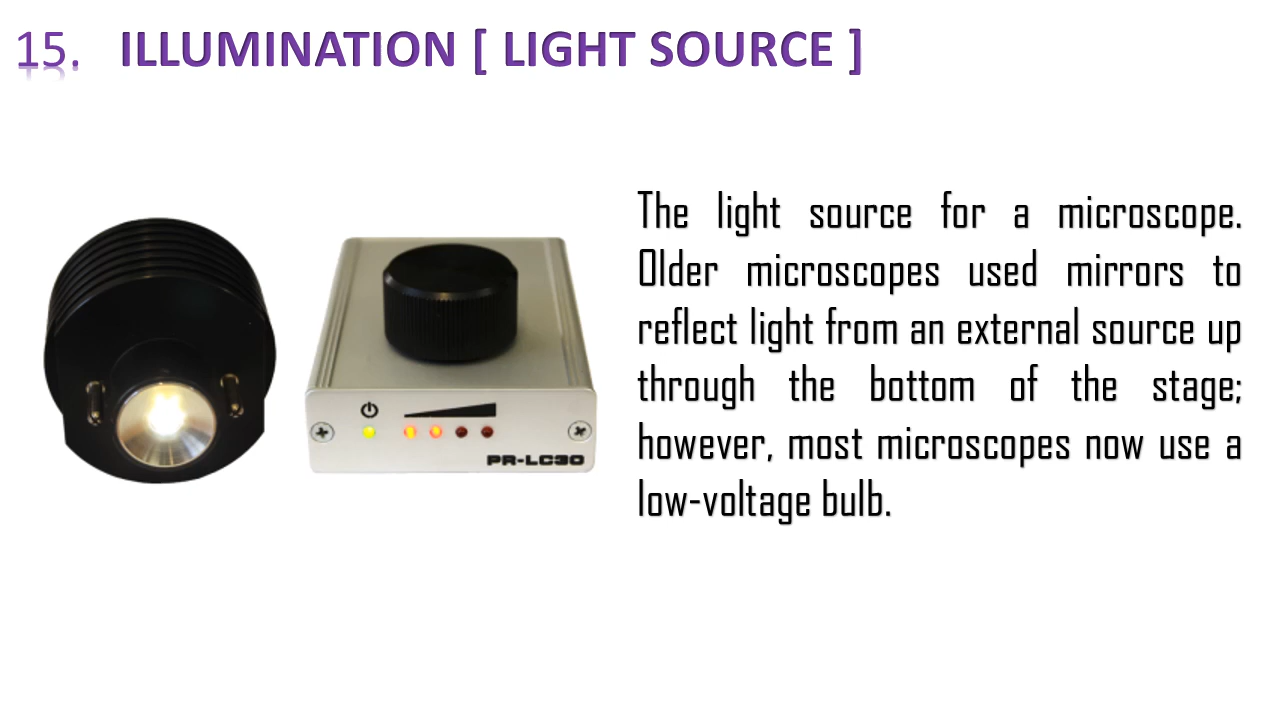 15. ILLUMINATION [ LIGHT SOURCE ]
The light source for a microscope.
Older microscopes used mirrors to
reflect light from an external source up
through the bottom of the stage;
however, most microscopes now use a
low-voltage bulb.
PR-LC30